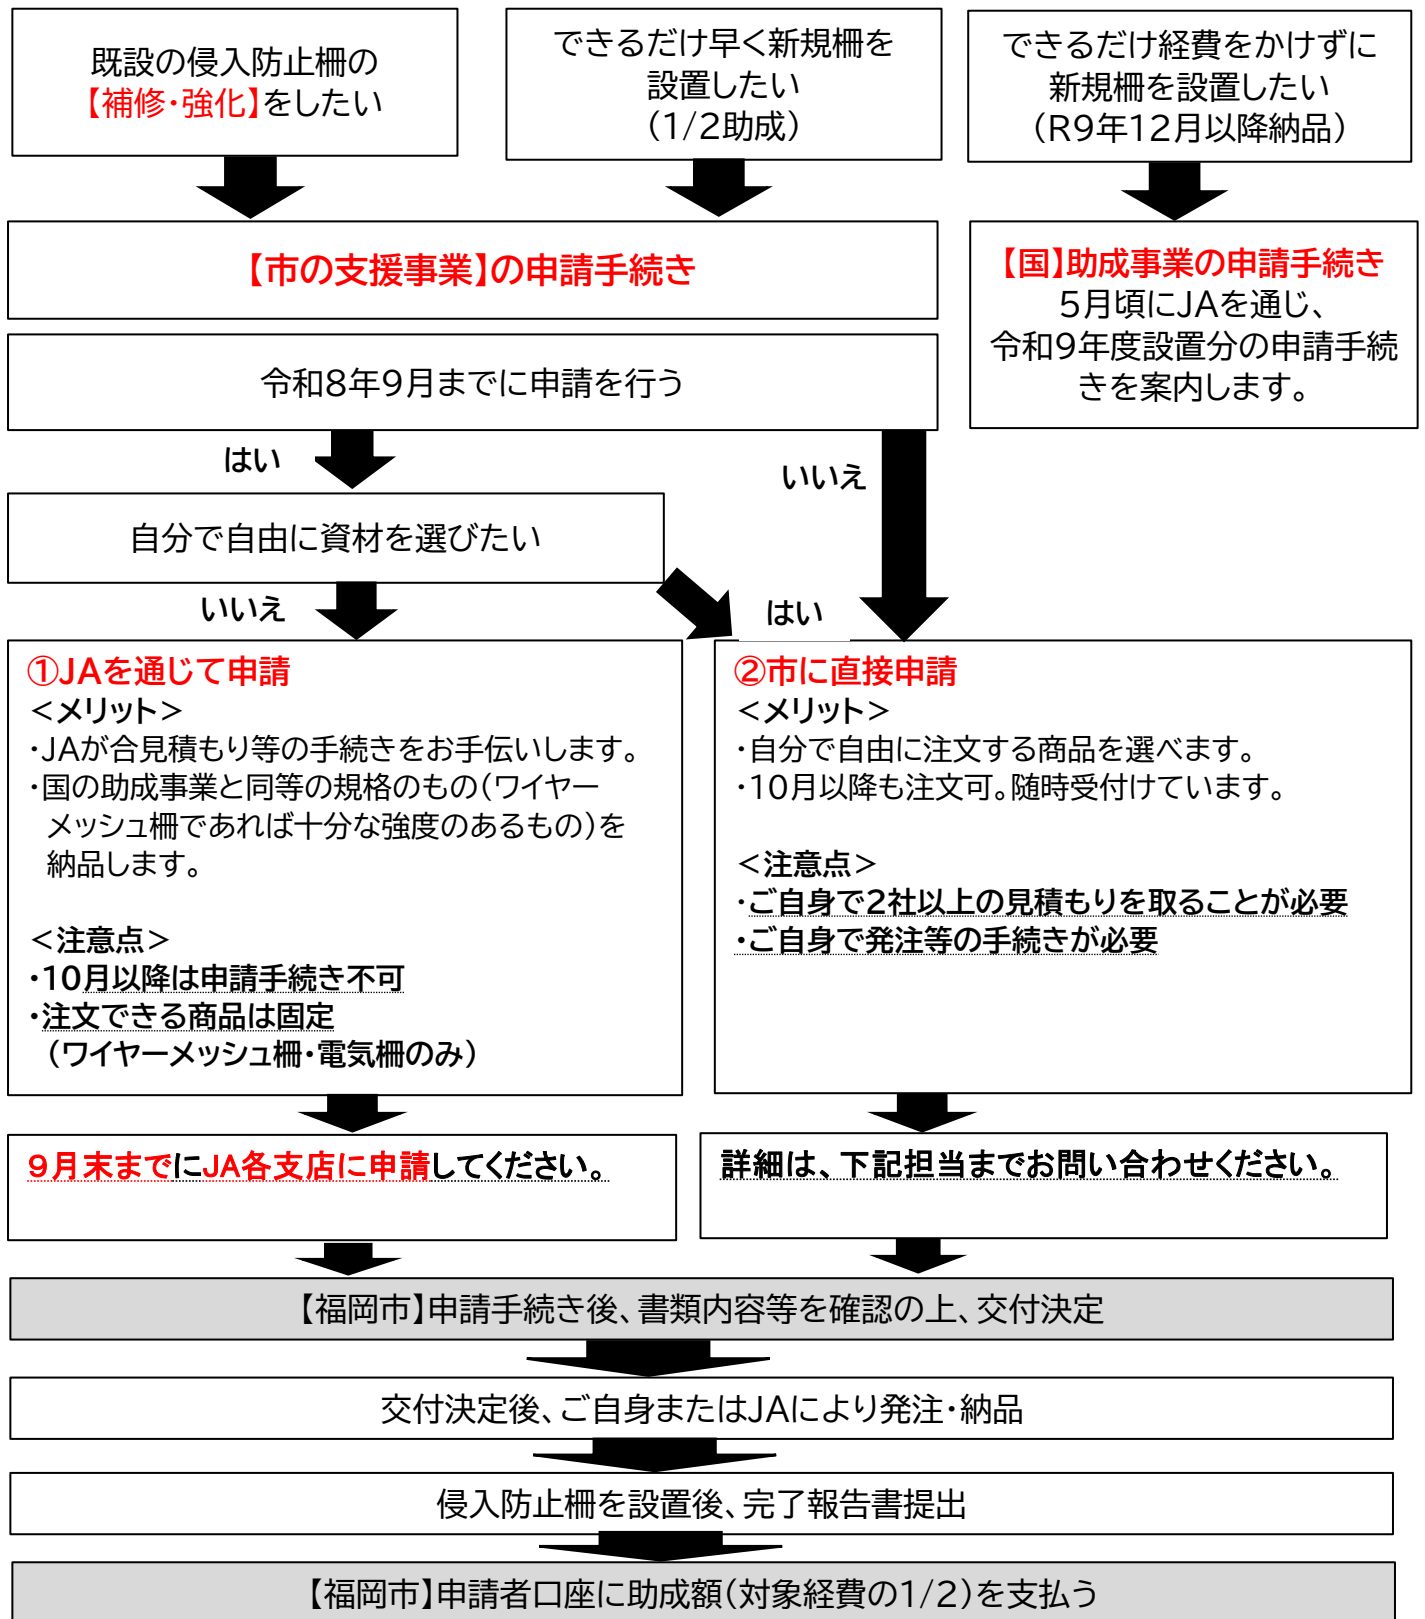 既設の侵入防止柵の
【補修・強化】をしたい
できるだけ早く新規柵を
設置したい
（1/2助成）
できるだけ経費をかけずに
新規柵を設置したい
（R9年12月以降納品）
【市の支援事業】の申請手続き
【国】助成事業の申請手続き
5月頃にJAを通じ、
令和9年度設置分の申請手続
きを案内します。
令和8年9月までに申請を行う
はい
いいえ
自分で自由に資材を選びたい
いいえ
はい
①JAを通じて申請
＜メリット＞
・JAが合見積もり等の手続きをお手伝いします。
・国の助成事業と同等の規格のもの（ワイヤー
メッシュ柵であれば十分な強度のあるもの）を
納品します。
＜注意点＞
・10月以降は申請手続き不可
・注文できる商品は固定
（ワイヤーメッシュ柵・電気柵のみ）
②市に直接申請
＜メリット＞
・自分で自由に注文する商品を選べます。
・10月以降も注文可。随時受付けています。
＜注意点＞
・ご自身で2社以上の見積もりを取ることが必要
・ご自身で発注等の手続きが必要
9月末までにJA各支店に申請してください。
詳細は、下記担当までお問い合わせください。
【福岡市】申請手続き後、書類内容等を確認の上、交付決定
交付決定後、ご自身またはJAにより発注・納品
侵入防止柵を設置後、完了報告書提出
【福岡市】申請者口座に助成額（対象経費の1/2）を支払う